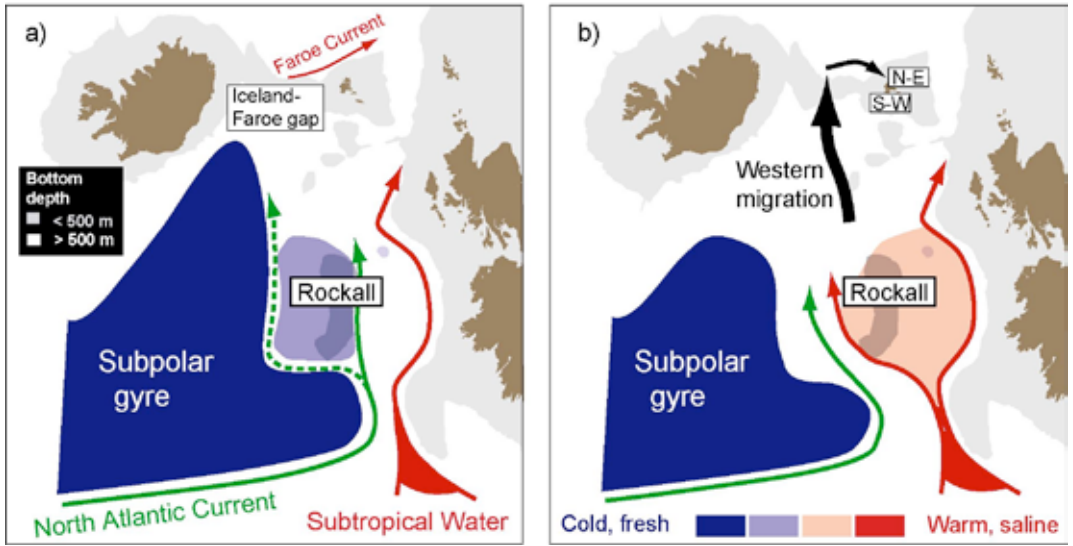 a)
Faroe Current
Iceland-
Faroe gap
Bottom
depth
< 500 m
> 500 m
Rockall
Subpolar
gyre
North Atlantic Current
Subtropical Water
b)
N-E
S-W
Western
migration
Rockall
Subpolar
gyre
Cold, fresh
Warm, saline